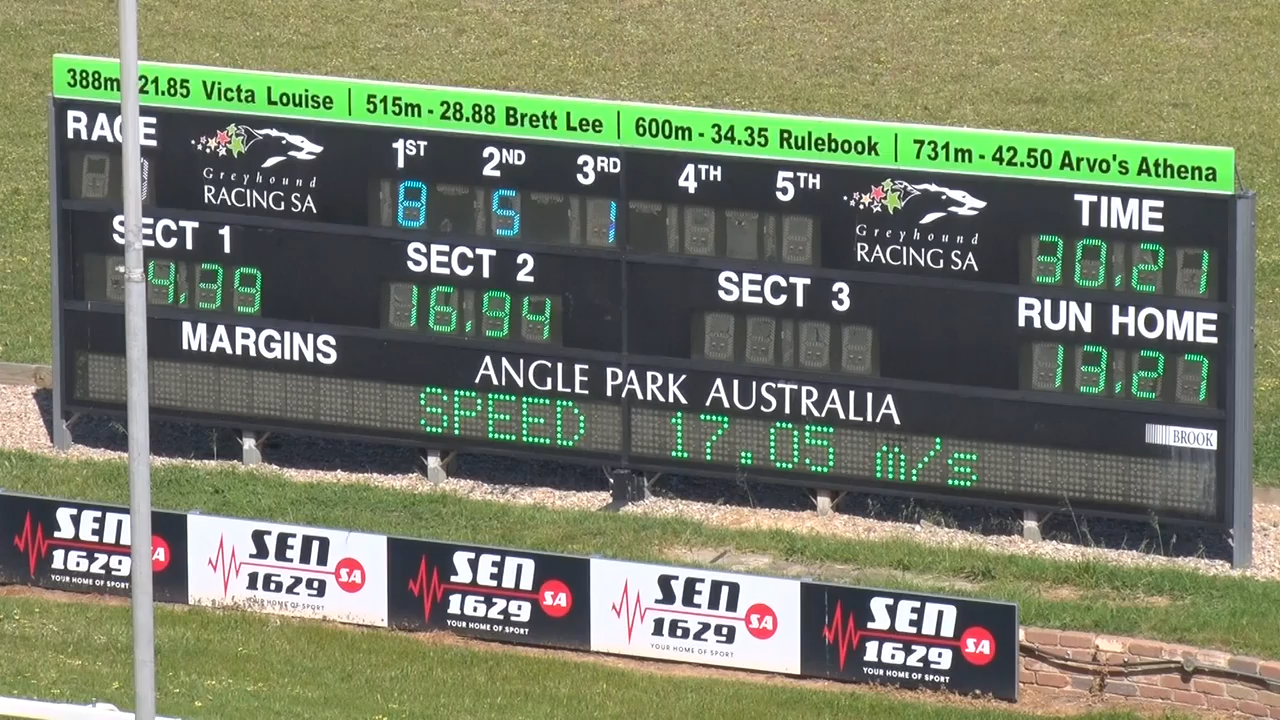 388m 21.85 Victa Louise | 515m - 28.88 Brett Lee | 600m - 34.35 Rulebook | 731m - 42.50 Arvo's Athena
RACE
Greyhound
RACING SA
1ST 2ND 3RD 4TH 5TH
8 5 1
Greyhound
RACING SA
TIME
30.21
SECT 1
4.39
SECT 2
16.94
SECT 3
RUN HOME
13.27
MARGINS
ANGLE PARK AUSTRALIA
SPEED 17.05 m/s
BROOK
SEN
1629 SA
YOUR HOME OF SPORT
SEN
1629 SA
YOUR HOME OF SPORT
SEN
1629 SA
YOUR HOME OF SPORT
SEN
1629 SA
YOUR HOME OF SPORT
SEN
1629 SA
YOUR HOME OF SPORT